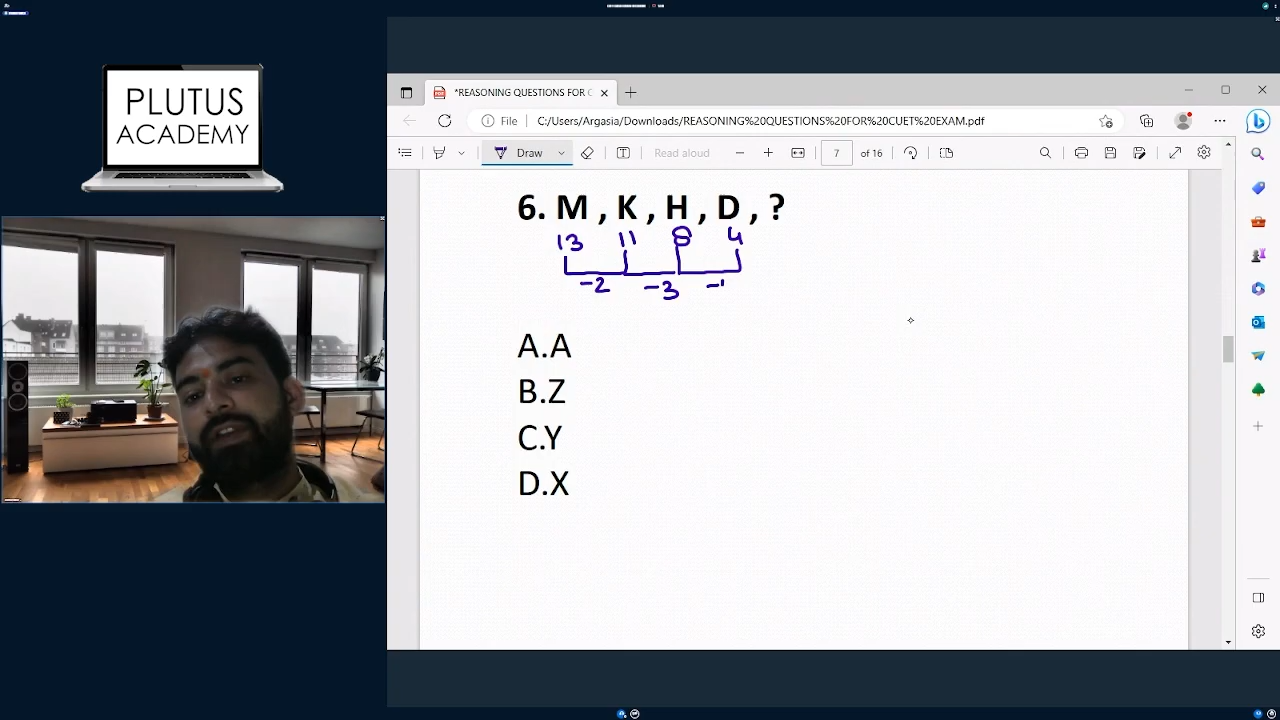 PLUTUS
ACADEMY
*REASONING QUESTIONS FOR C
File
C:/Users/Argasia/Downloads/REASONING%20QUESTIONS%20FOR%20CUET%20EXAM.pdf
Draw
Read aloud
7 of 16
6. M , K , H , D , ?
13 11 8 4
-2 -3 -1
A.A
B.Z
C.Y
D.X